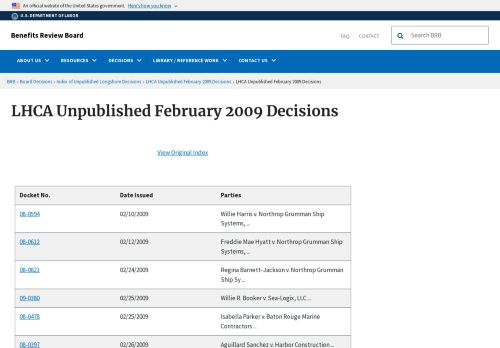 An official website of the United States government. Here's how you know
U.S. DEPARTMENT OF LABOR
Benefits Review Board
FAQ CONTACT
Search BRB
ABOUT US RESOURCES DECISIONS LIBRARY / REFERENCE WORK CONTACT US
BRB › Board Decisions › Index of Unpublished Longshore Decisions › LHCA Unpublished February 2009 Decisions › LHCA Unpublished February 2009 Decisions
LHCA Unpublished February 2009 Decisions
View Original Index
Docket No. Date Issued Parties
08-0594 02/10/2009 Willie Harris v. Northrop Grumman Ship
Systems, ...
08-0612 02/12/2009 Freddie Mae Hyatt v. Northrop Grumman Ship
Systems, ...
08-0821 02/24/2009 Regina Barnett-Jackson v. Northrop Grumman
Ship Sy ...
09-0380 02/25/2009 Willie R. Booker v. Sea-Logix, LLC ...
08-0478 02/25/2009 Isabella Parker v. Baton Rouge Marine
Contractors ...
08-0397 02/26/2009 Aguillard Sanchez v. Harbor Construction ...